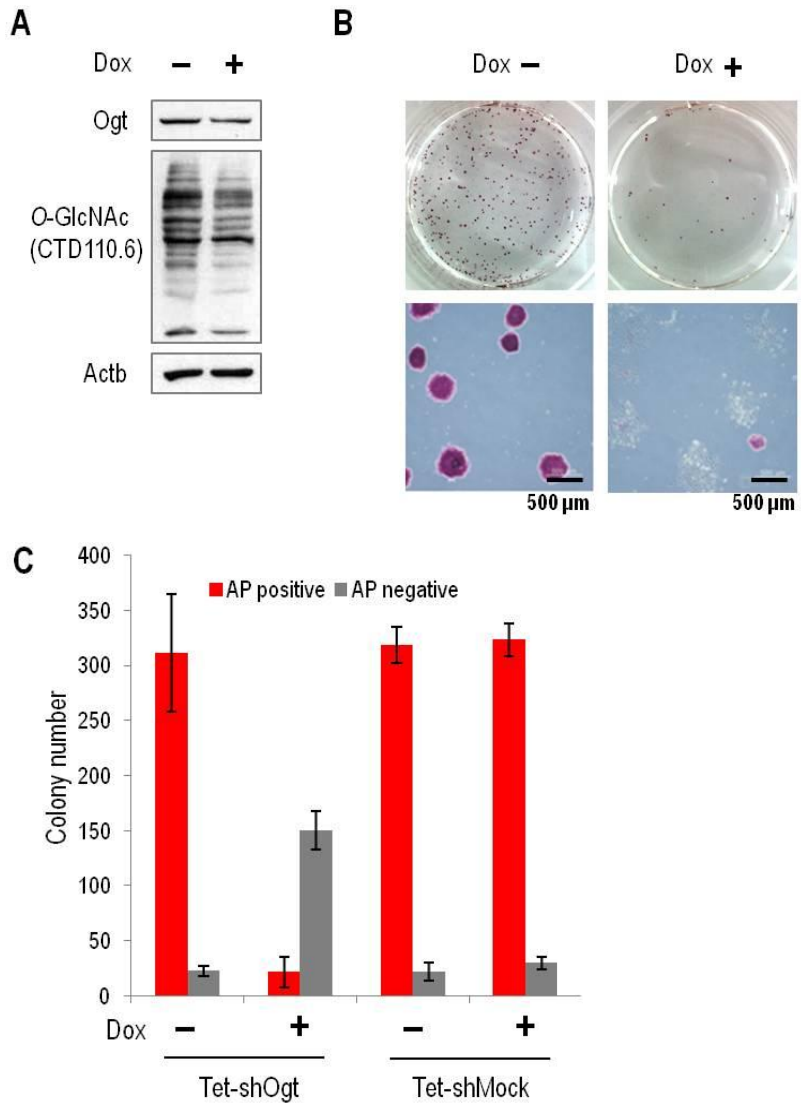 A
Dox − +
Ogt
O-GlcNAc
(CTD110.6)
Actb
B
Dox − Dox +
500 µm 500 µm
C
AP positive AP negative
Colony number
400
350
300
250
200
150
100
50
0
Dox − + − +
Tet-shOgt Tet-shMock